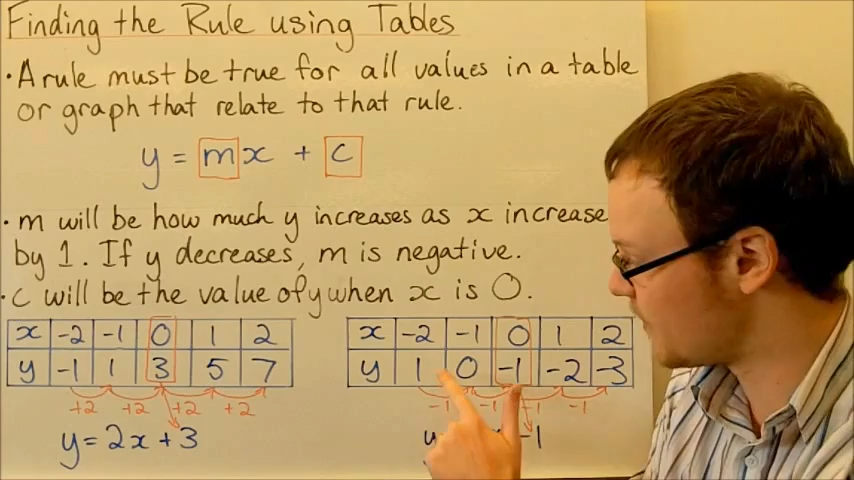 Finding the Rule using Tables
• A rule must be true for all values in a table
or graph that relate to that rule.
y = mx + c
• m will be how much y increases as x increase
by 1. If y decreases, m is negative.
• c will be the value of y when x is 0.
x -2 -1 0 1 2
y -1 1 3 5 7
+2 +2 +2 +2
y = 2x + 3
x -2 -1 0 1 2
y 1 0 -1 -2 -3
-1 -1 -1 -1
y -1